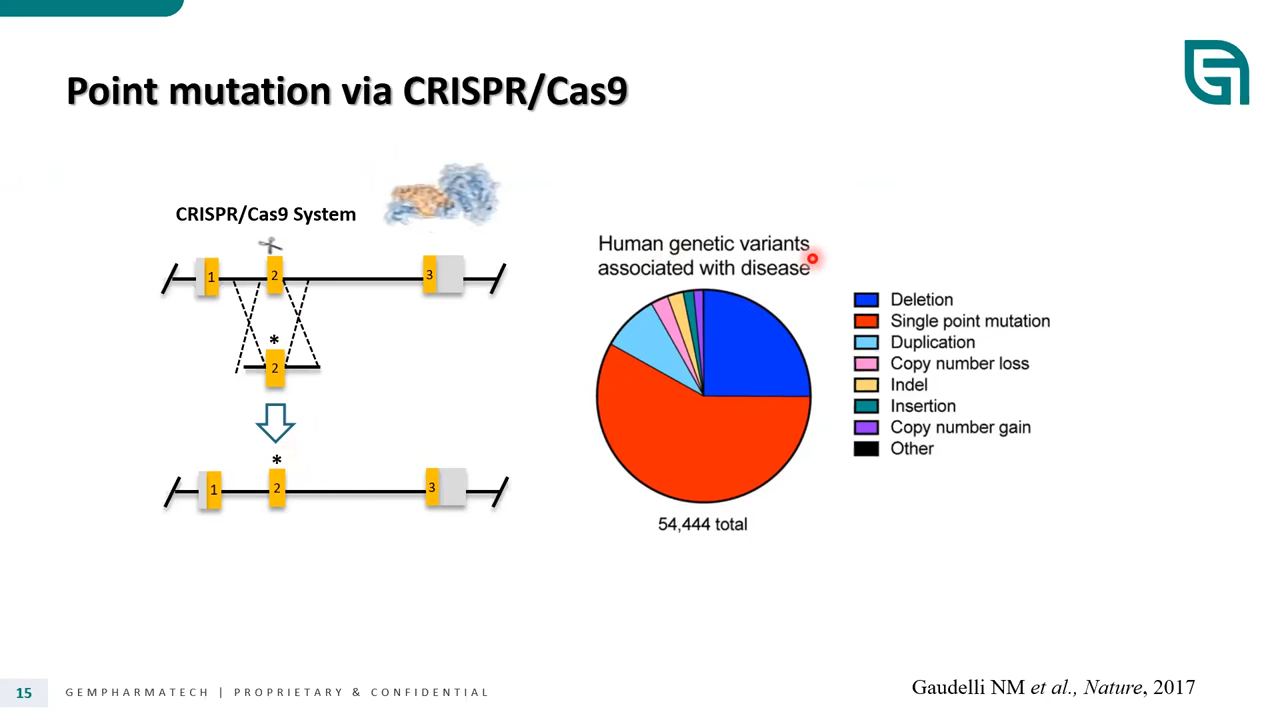 Point mutation via CRISPR/Cas9
CRISPR/Cas9 System
1
2
3
*
2
*
1
2
3
Human genetic variants
associated with disease
Deletion
Single point mutation
Duplication
Copy number loss
Indel
Insertion
Copy number gain
Other
54,444 total
15
GEMPHARMATECH | PROPRIETARY & CONFIDENTIAL
Gaudelli NM et al., Nature, 2017